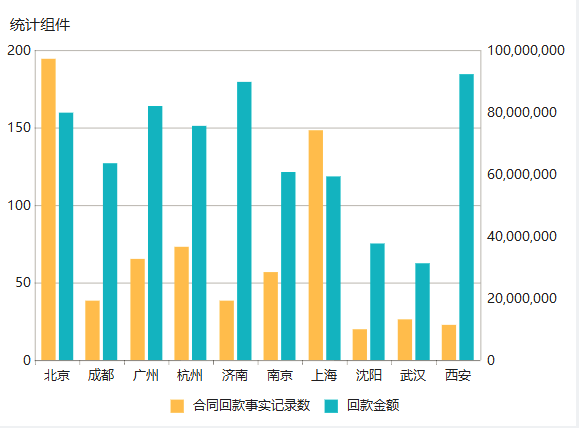 统计组件
200 100,000,000
150 80,000,000
100 60,000,000
50 40,000,000
0 20,000,000
0
北京 成都 广州 杭州 济南 南京 上海 沈阳 武汉 西安
合同回款事实记录数 回款金额